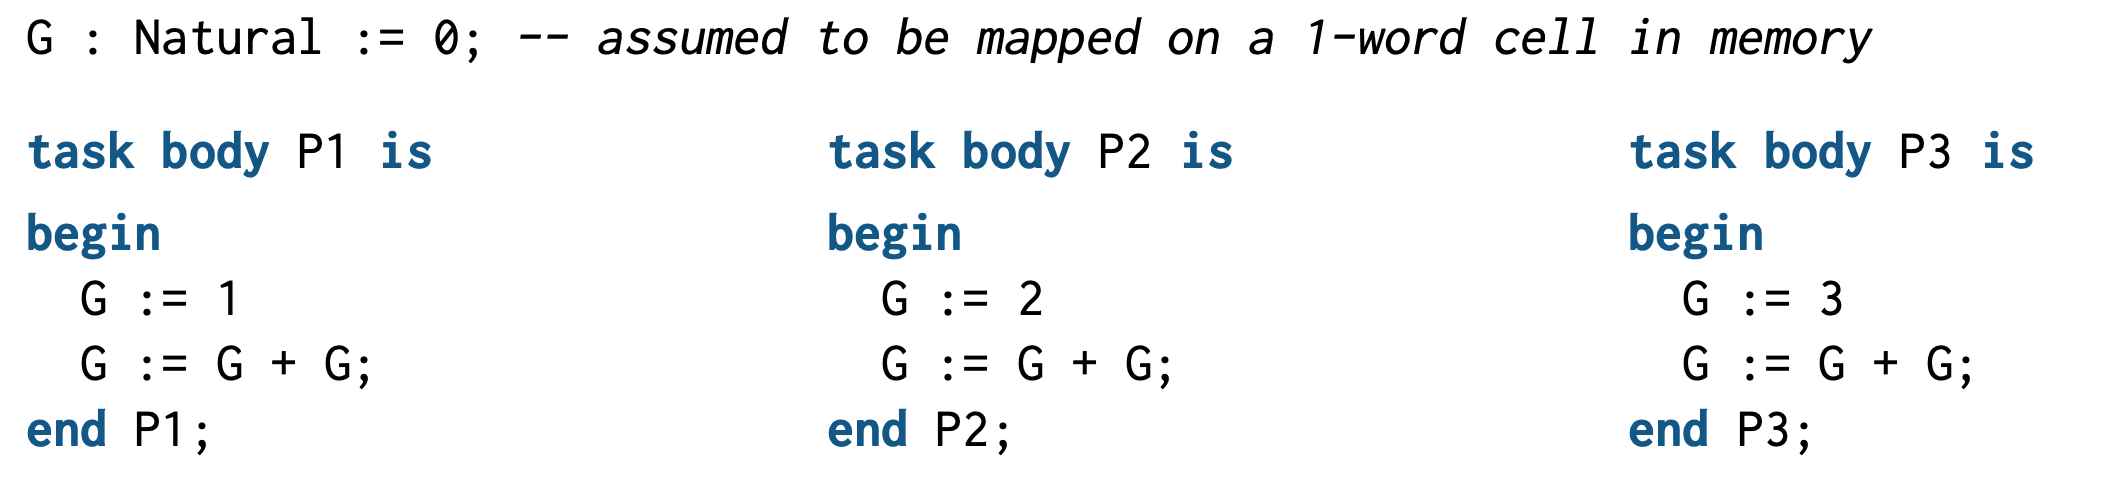 G : Natural := 0; -- assumed to be mapped on a 1-word cell in memory
task body P1 is
begin
G := 1
G := G + G;
end P1;
task body P2 is
begin
G := 2
G := G + G;
end P2;
task body P3 is
begin
G := 3
G := G + G;
end P3;